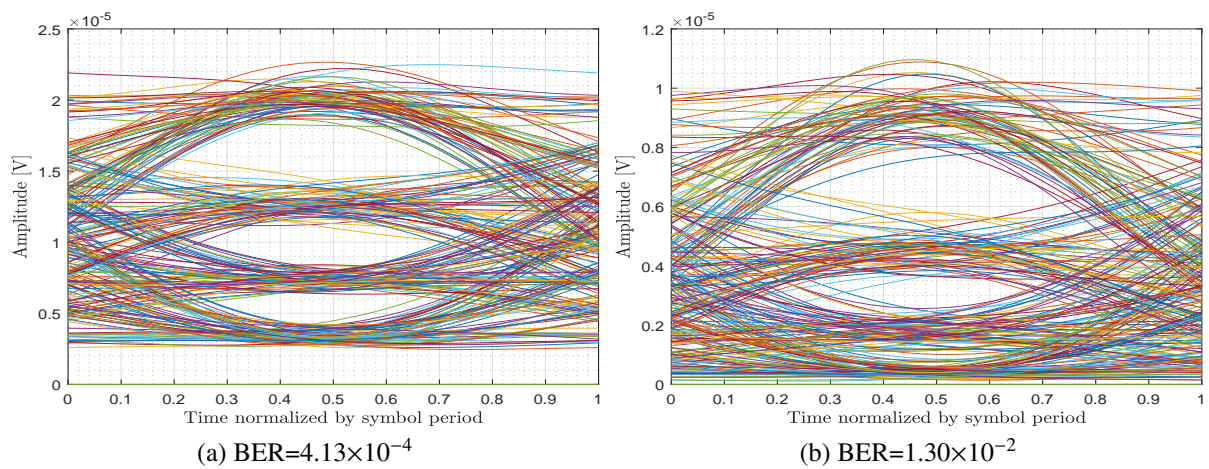 ×10⁻⁵
2.5
2
1.5
1
0.5
0
Amplitude [V]
0 0.1 0.2 0.3 0.4 0.5 0.6 0.7 0.8 0.9 1
Time normalized by symbol period
(a) BER=4.13×10⁻⁴
×10⁻⁵
1.2
1
0.8
0.6
0.4
0.2
0
Amplitude [V]
0 0.1 0.2 0.3 0.4 0.5 0.6 0.7 0.8 0.9 1
Time normalized by symbol period
(b) BER=1.30×10⁻²